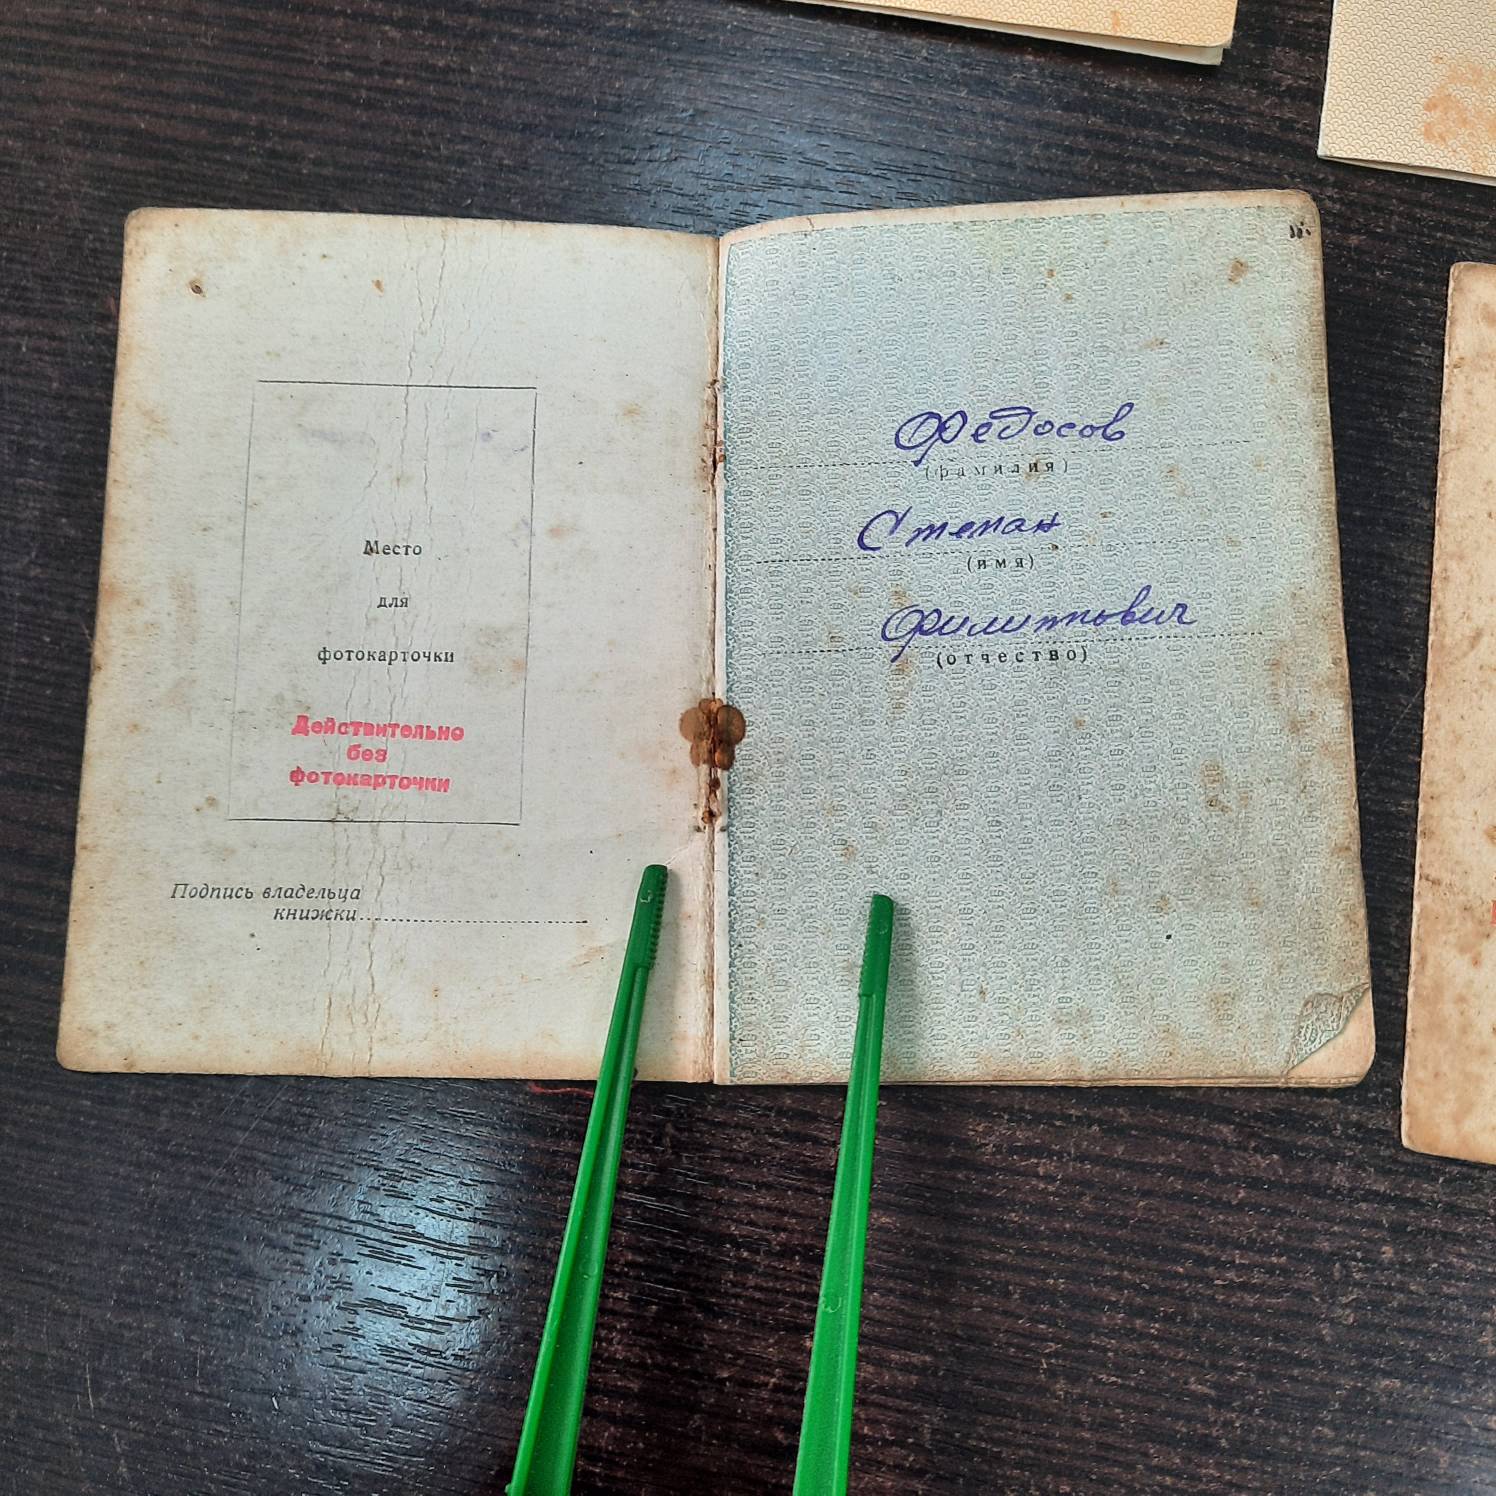 Место
для
фотокарточки
Действительно
без
фотокарточки
Подпись владельца
книжки
Федосов
(фамилия)
Степан
(имя)
Филиппович
(отчество)